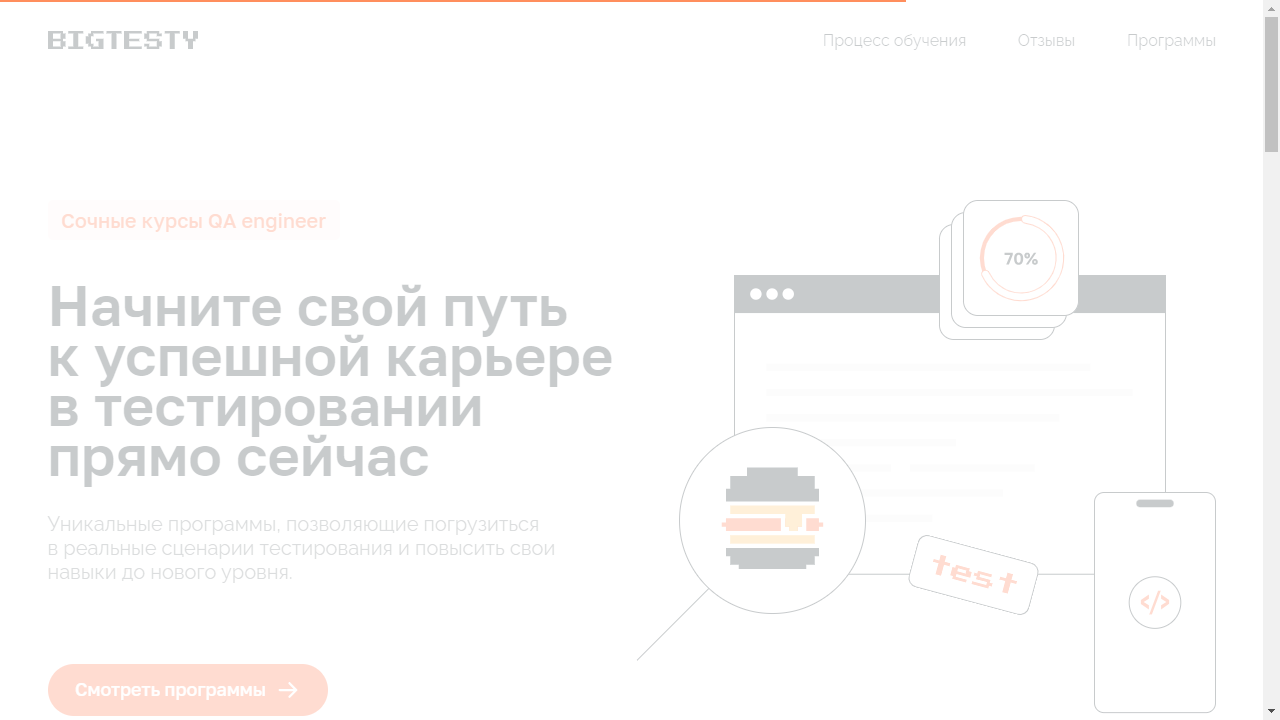 BIGTESTY
Процесс обучения
Отзывы
Программы
Сочные курсы QA engineer
Начните свой путь
к успешной карьере
в тестировании
прямо сейчас
Уникальные программы, позволяющие погрузиться
в реальные сценарии тестирования и повысить свои
навыки до нового уровня.
Смотреть программы
70%
test
</>